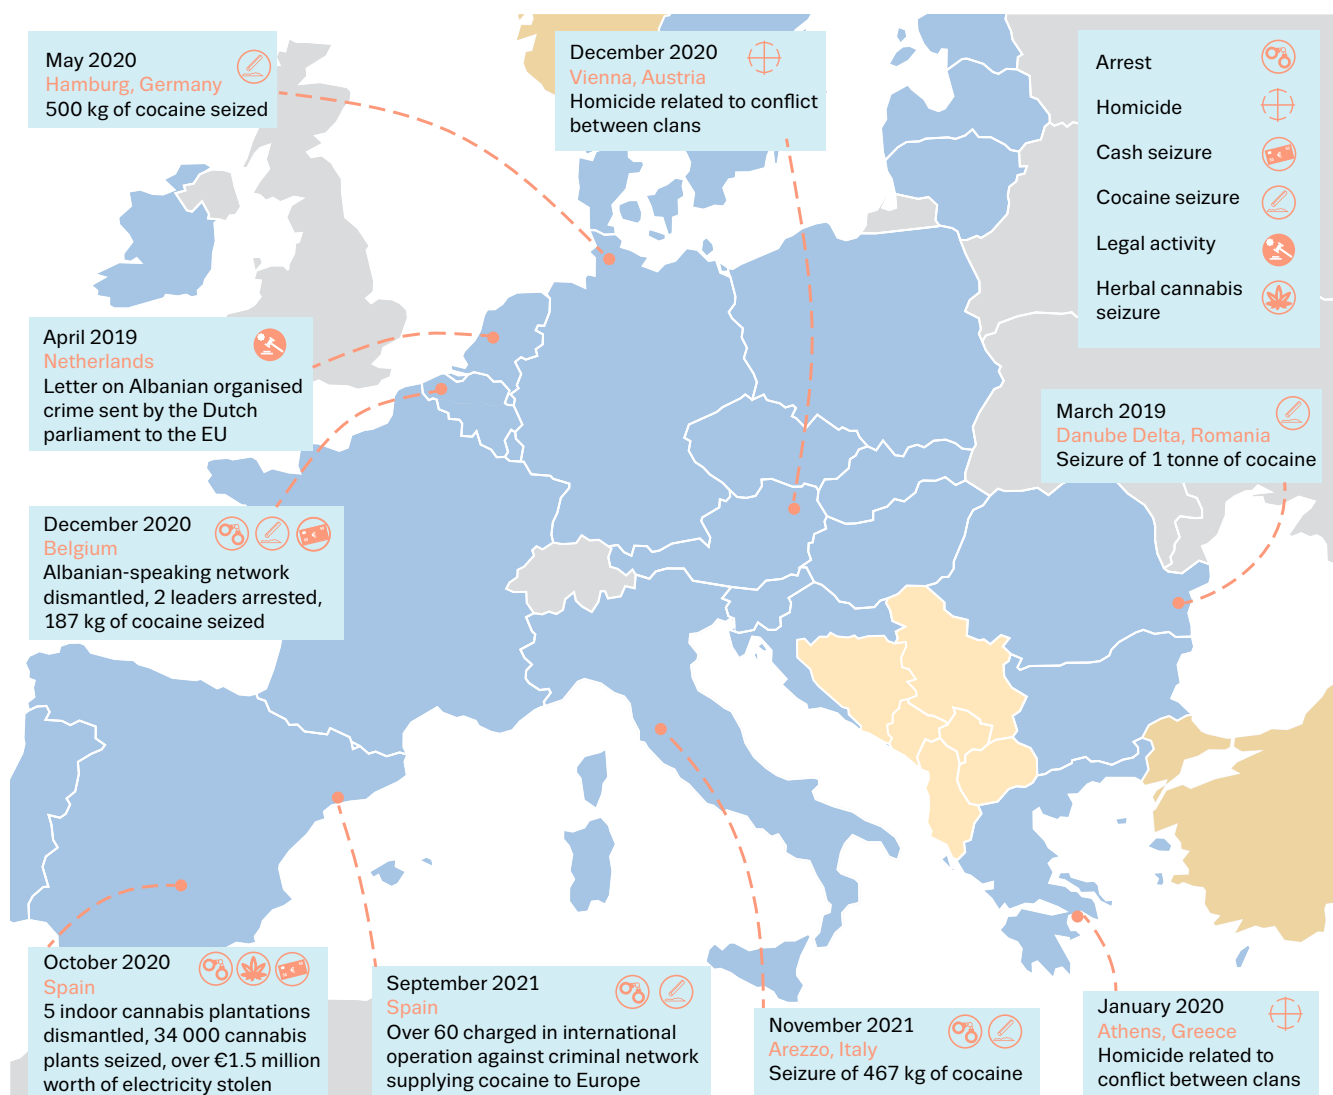 May 2020
Hamburg, Germany
500 kg of cocaine seized
December 2020
Vienna, Austria
Homicide related to conflict
between clans
Arrest
Homicide
Cash seizure
Cocaine seizure
Legal activity
Herbal cannabis
seizure
April 2019
Netherlands
Letter on Albanian organised
crime sent by the Dutch
parliament to the EU
March 2019
Danube Delta, Romania
Seizure of 1 tonne of cocaine
December 2020
Belgium
Albanian-speaking network
dismantled, 2 leaders arrested,
187 kg of cocaine seized
October 2020
Spain
5 indoor cannabis plantations
dismantled, 34 000 cannabis
plants seized, over €1.5 million
worth of electricity stolen
September 2021
Spain
Over 60 charged in international
operation against criminal network
supplying cocaine to Europe
November 2021
Arezzo, Italy
Seizure of 467 kg of cocaine
January 2020
Athens, Greece
Homicide related to
conflict between clans